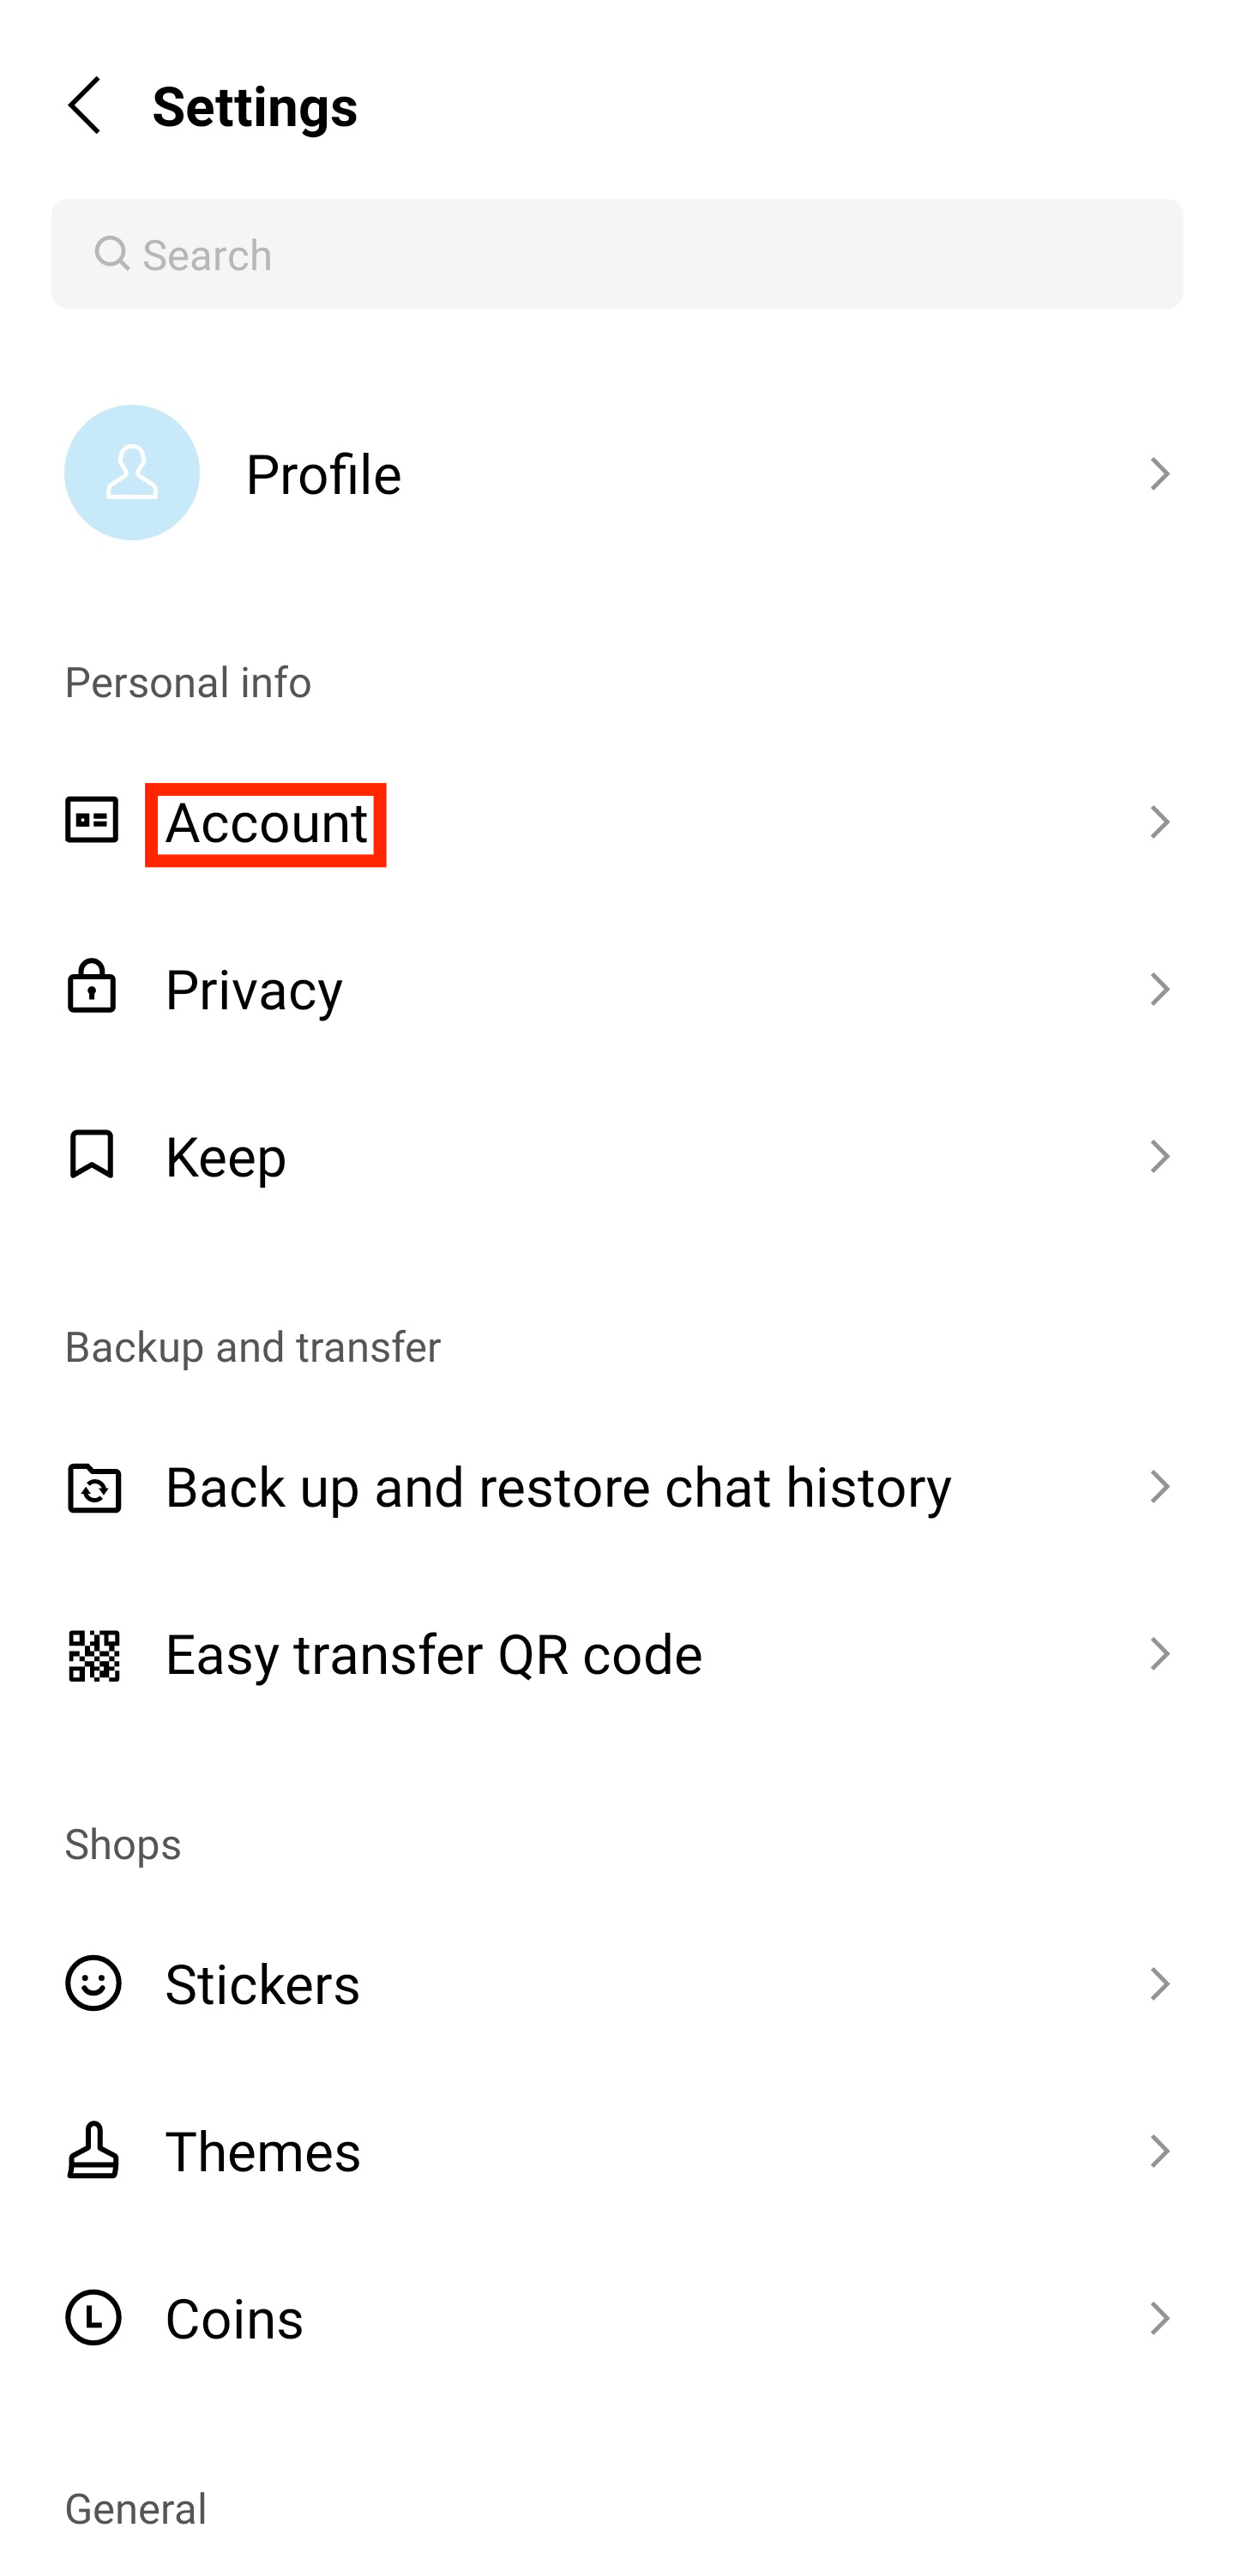 Settings
Search
Profile
Personal info
Account
Privacy
Keep
Backup and transfer
Back up and restore chat history
Easy transfer QR code
Shops
Stickers
Themes
Coins
General